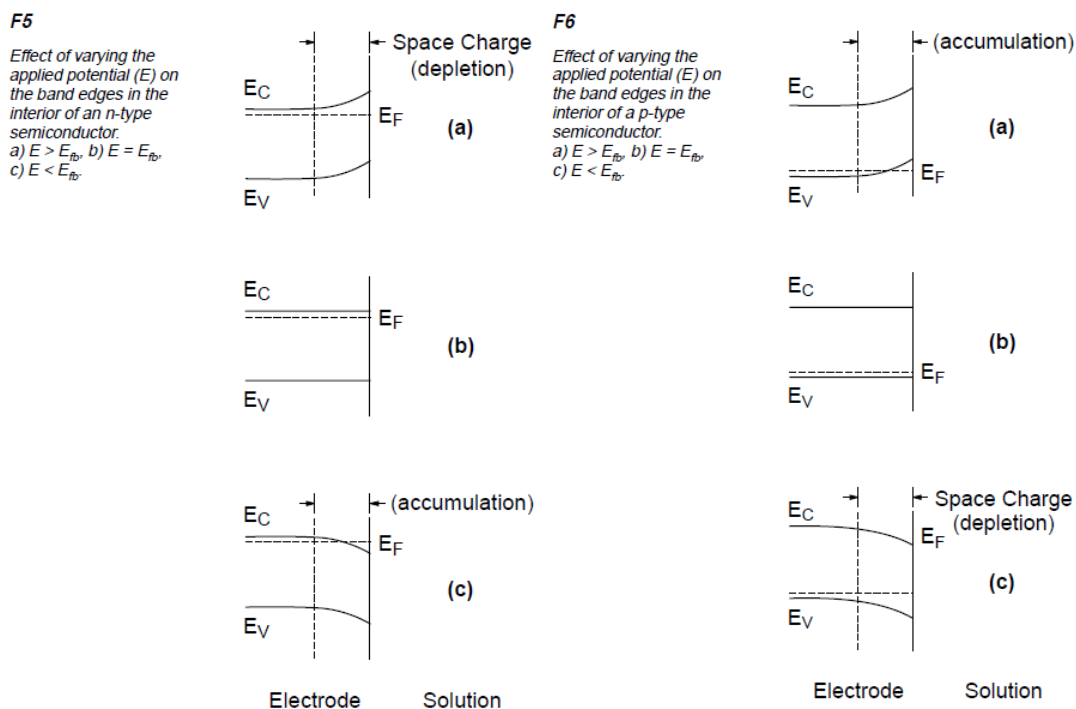 F5
Effect of varying the
applied potential (E) on
the band edges in the
interior of an n-type
semiconductor.
a) E > Efb, b) E = Efb,
c) E < Efb.
Space Charge
(depletion)
EC
EF
(a)
EV
EC
EF
(b)
EV
(accumulation)
EC
EF
(c)
EV
Electrode Solution
F6
Effect of varying the
applied potential (E) on
the band edges in the
interior of a p-type
semiconductor.
a) E > Efb, b) E = Efb,
c) E < Efb.
(accumulation)
EC
(a)
EF
EV
EC
(b)
EF
EV
Space Charge
(depletion)
EC
EF
(c)
EV
Electrode Solution